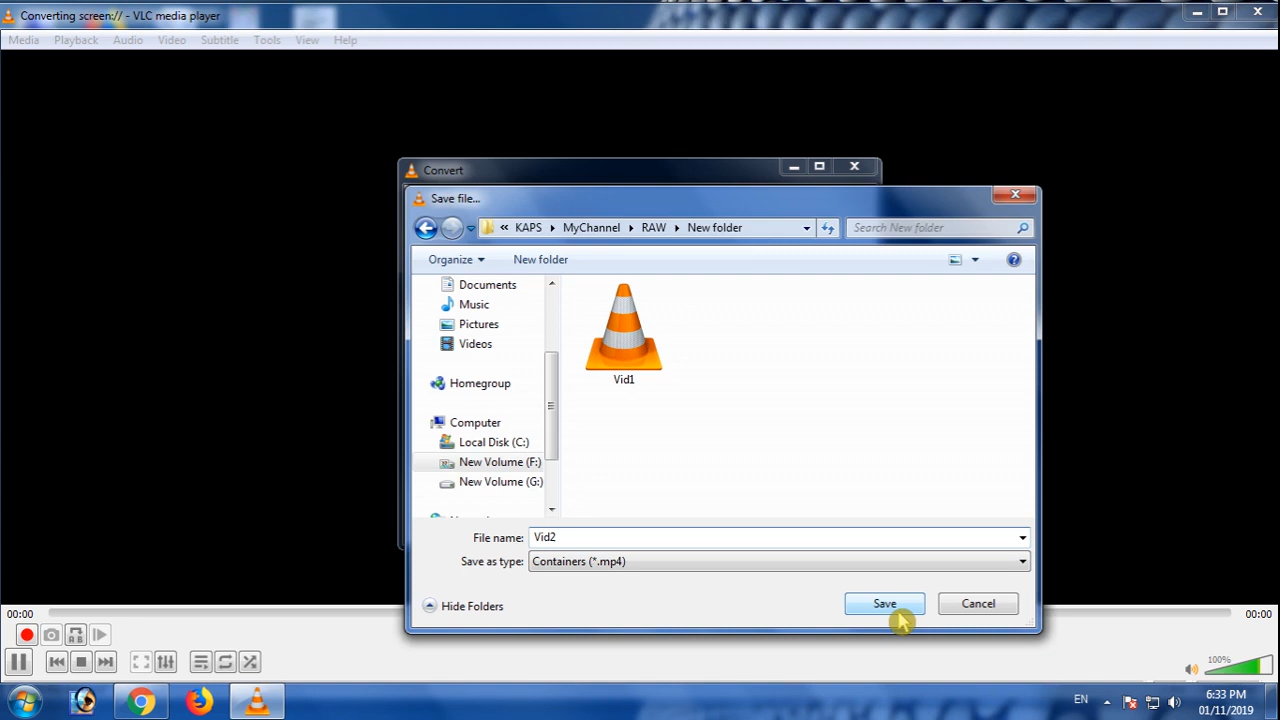 Converting screen:// - VLC media player
Media Playback Audio Video Subtitle Tools View Help
Convert
Save file...
« KAPS MyChannel RAW New folder
Search New folder
Organize New folder
Documents
Music
Pictures
Videos
Homegroup
Computer
Local Disk (C:)
New Volume (F:)
New Volume (G:)
Vid1
File name: Vid2
Save as type: Containers (*.mp4)
Hide Folders
Save
Cancel
00:00
00:00
100%
EN
6:33 PM
01/11/2019